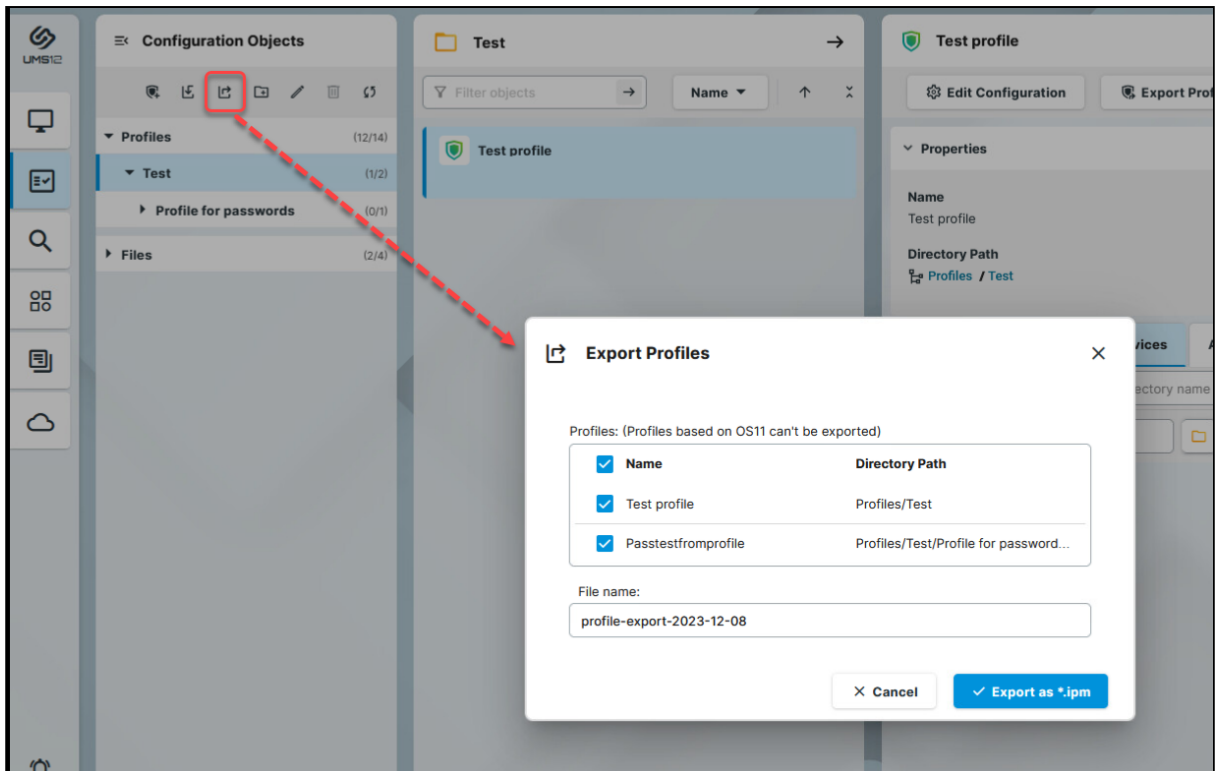 UMS12
Configuration Objects
Profiles (12/14)
Test (1/2)
Profile for passwords (0/1)
Files (2/4)
Test
Filter objects
Name
Test profile
Test profile
Edit Configuration
Export Prof
Properties
Name
Test profile
Directory Path
Profiles / Test
vices
ectory name
Export Profiles
Profiles: (Profiles based on OS11 can't be exported)
Name Directory Path
Test profile Profiles/Test
Passtestfromprofile Profiles/Test/Profile for password...
File name:
profile-export-2023-12-08
Cancel
Export as *.ipm